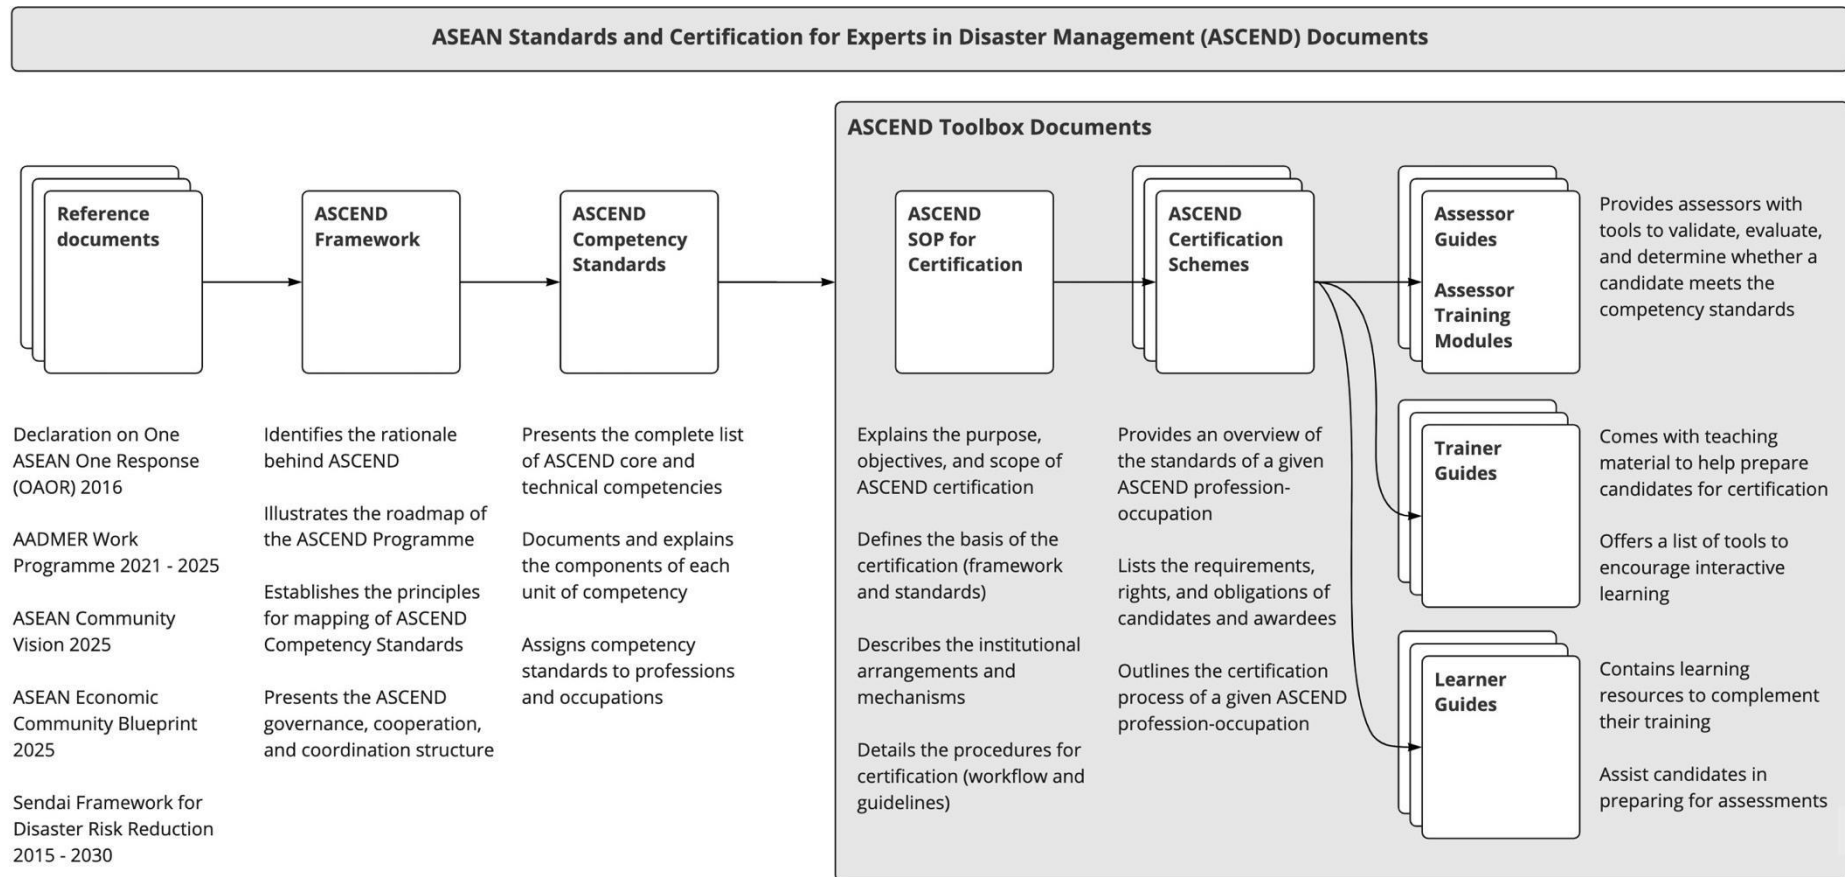 ASEAN Standards and Certification for Experts in Disaster Management (ASCEND) Documents
ASCEND Toolbox Documents
Reference
documents
ASCEND
Framework
ASCEND
Competency
Standards
ASCEND
SOP for
Certification
ASCEND
Certification
Schemes
Assessor
Guides
Assessor
Training
Modules
Provides assessors with
tools to validate, evaluate,
and determine whether a
candidate meets the
competency standards
Declaration on One
ASEAN One Response
(OAOR) 2016
AADMER Work
Programme 2021 - 2025
ASEAN Community
Vision 2025
ASEAN Economic
Community Blueprint
2025
Sendai Framework for
Disaster Risk Reduction
2015 - 2030
Identifies the rationale
behind ASCEND
Illustrates the roadmap of
the ASCEND Programme
Establishes the principles
for mapping of ASCEND
Competency Standards
Presents the ASCEND
governance, cooperation,
and coordination structure
Presents the complete list
of ASCEND core and
technical competencies
Documents and explains
the components of each
unit of competency
Assigns competency
standards to professions
and occupations
Explains the purpose,
objectives, and scope of
ASCEND certification
Defines the basis of the
certification (framework
and standards)
Describes the institutional
arrangements and
mechanisms
Details the procedures for
certification (workflow and
guidelines)
Provides an overview of
the standards of a given
ASCEND profession-
occupation
Lists the requirements,
rights, and obligations of
candidates and awardees
Outlines the certification
process of a given ASCEND
profession-occupation
Trainer
Guides
Comes with teaching
material to help prepare
candidates for certification
Offers a list of tools to
encourage interactive
learning
Learner
Guides
Contains learning
resources to complement
their training
Assist candidates in
preparing for assessments